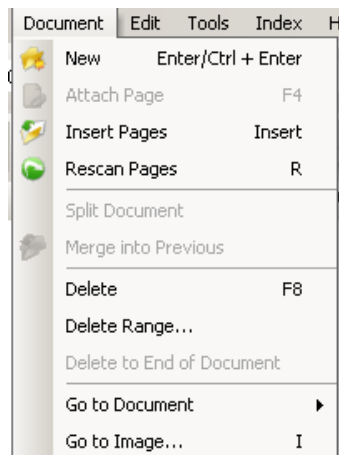 Document Edit Tools Index H
New Enter/Ctrl + Enter
Attach Page F4
Insert Pages Insert
Rescan Pages R
Split Document
Merge into Previous
Delete F8
Delete Range...
Delete to End of Document
Go to Document
Go to Image... I